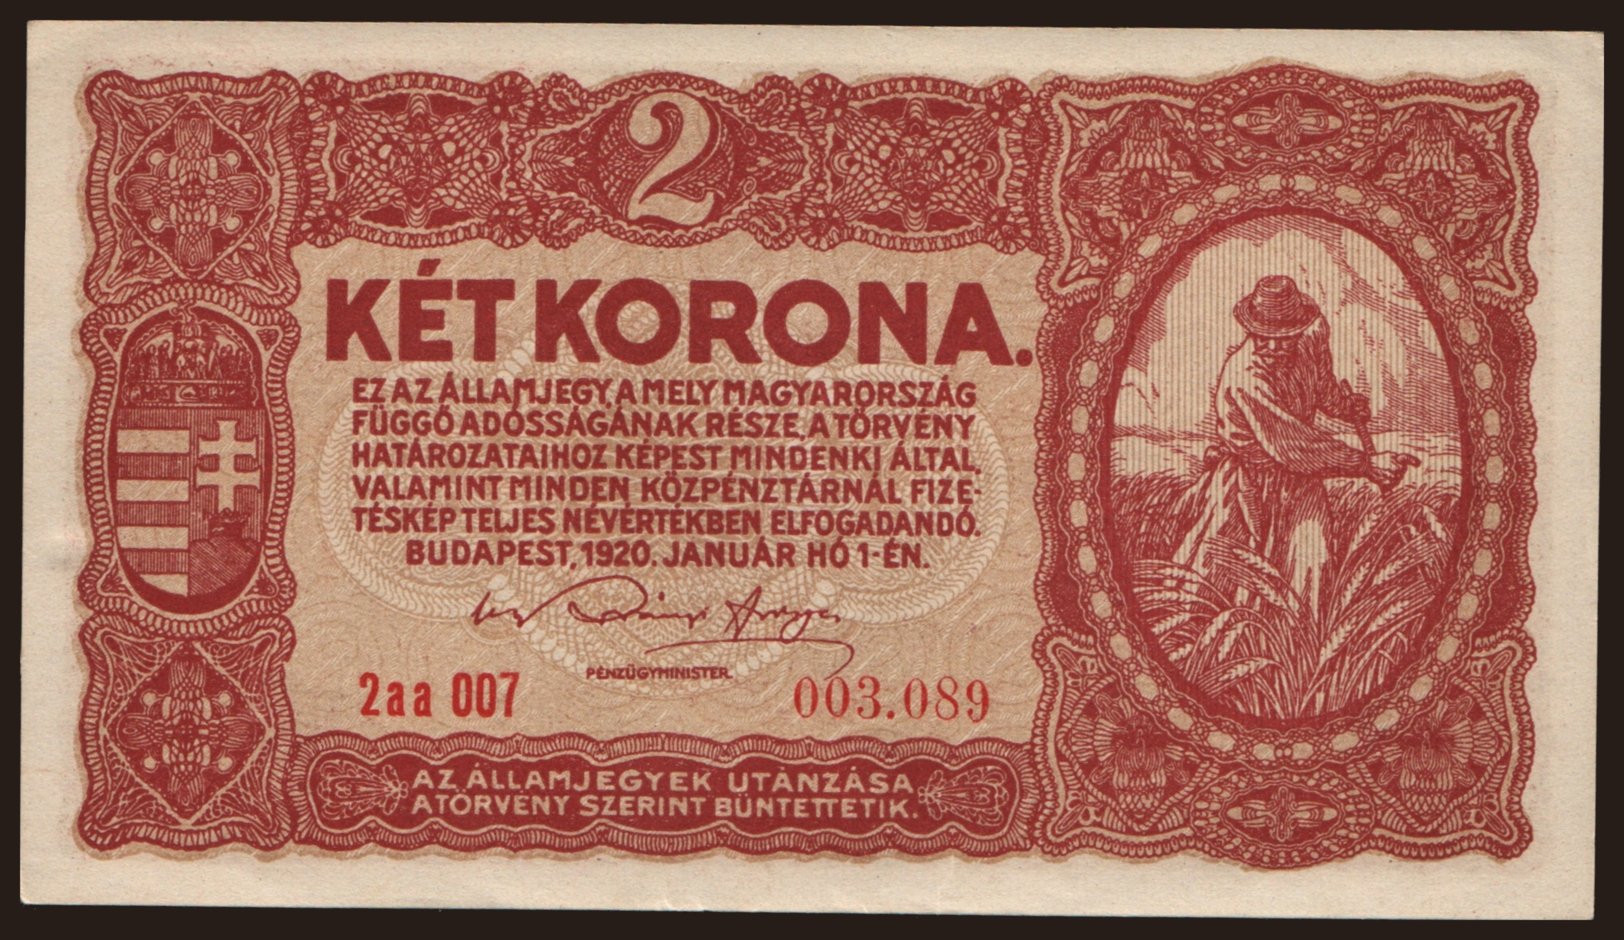 2
KÉT KORONA.
EZ AZ ÁLLAMJEGY, AMELY MAGYARORSZÁG
FÜGGŐ ADÓSSÁGÁNAK RÉSZE, A TÖRVÉNY
HATÁROZATAIHOZ KÉPEST MINDENKI ÁLTAL,
VALAMINT MINDEN KÖZPÉNZTÁRNÁL FIZE-
TÉSKÉP TELJES NÉVÉRTÉKBEN ELFOGADANDÓ.
BUDAPEST, 1920. JANUÁR HÓ 1-ÉN.
PÉNZÜGYMINISTER.
2aa 007 003.089
AZ ÁLLAMJEGYEK UTÁNZÁSA
A TÖRVÉNY SZERINT BÜNTETTETIK.